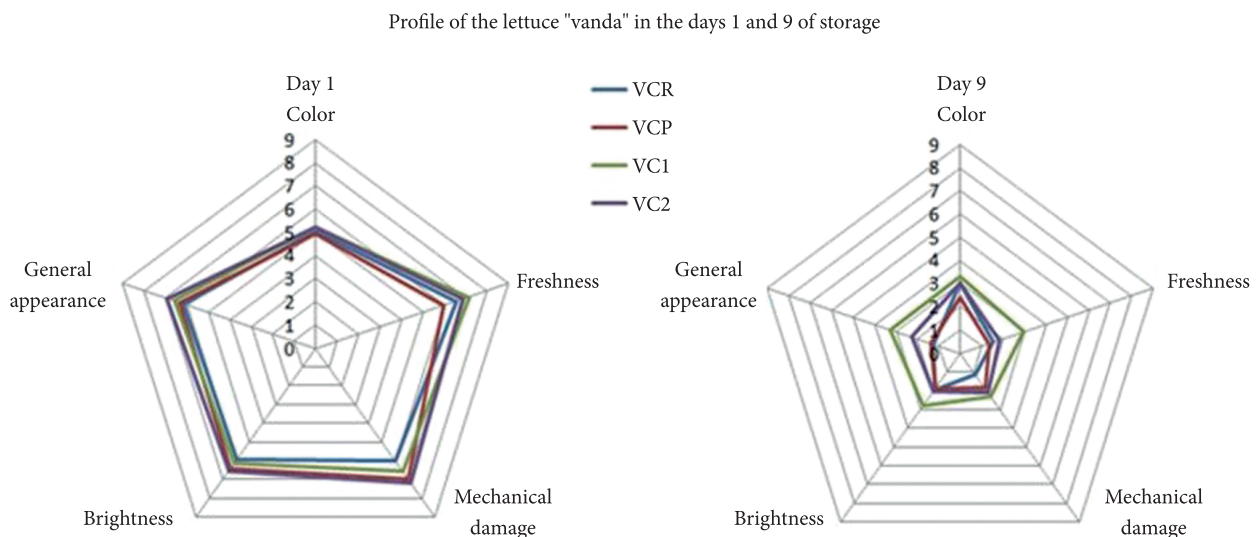 Profile of the lettuce "vanda" in the days 1 and 9 of storage
Day 1
Color
9
8
7
6
5
4
3
2
1
0
General
appearance
Freshness
Brightness
Mechanical
damage
VCR
VCP
VC1
VC2
Day 9
Color
9
8
7
6
5
4
3
2
1
0
General
appearance
Freshness
Brightness
Mechanical
damage